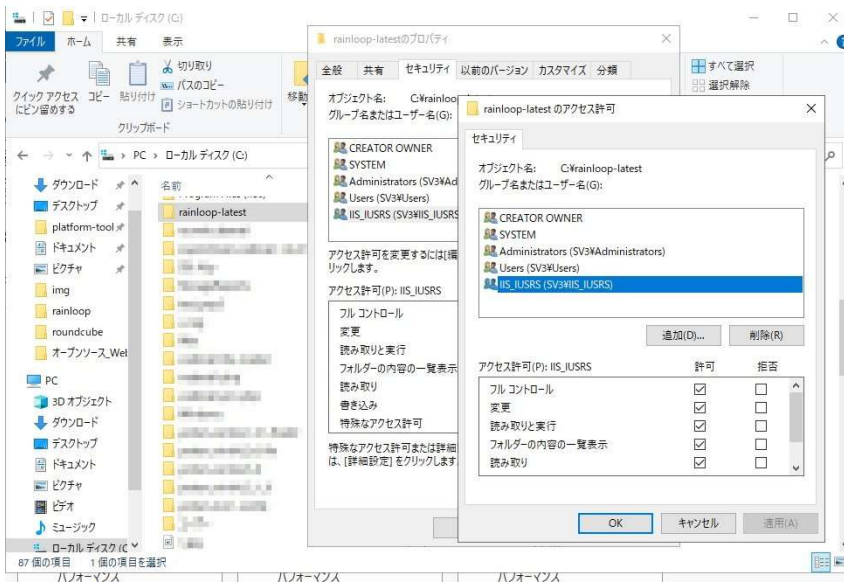 ローカル ディスク (C:)
ファイル ホーム 共有 表示
クイック アクセス
にピン留めする
コピー
貼り付け
切り取り
パスのコピー
ショートカットの貼り付け
移動
クリップボード
すべて選択
選択解除
PC > ローカル ディスク (C:)
ダウンロード
デスクトップ
platform-tool
ドキュメント
ピクチャ
img
rainloop
roundcube
オープンソース_Wel
PC
3D オブジェクト
ダウンロード
デスクトップ
ドキュメント
ピクチャ
ビデオ
ミュージック
ローカル ディスク (C
名前
rainloop-latest
87 個の項目 1 個の項目を選択
rainloop-latestのプロパティ
全般 共有 セキュリティ 以前のバージョン カスタマイズ 分類
オブジェクト名: C:¥rainloo
グループ名またはユーザー名(G):
CREATOR OWNER
SYSTEM
Administrators (SV3¥Ad
Users (SV3¥Users)
IIS_IUSRS (SV3¥IIS_IUSRS
アクセス許可を変更するには[編
リックします。
アクセス許可(P): IIS_IUSRS
フル コントロール
変更
読み取りと実行
フォルダーの内容の一覧表示
読み取り
書き込み
特殊なアクセス許可
特殊なアクセス許可または詳細
は、[詳細設定] をクリックします
rainloop-latest のアクセス許可
セキュリティ
オブジェクト名: C:¥rainloop-latest
グループ名またはユーザー名(G):
CREATOR OWNER
SYSTEM
Administrators (SV3¥Administrators)
Users (SV3¥Users)
IIS_IUSRS (SV3¥IIS_IUSRS)
追加(D)... 削除(R)
アクセス許可(P): IIS_IUSRS 許可 拒否
フル コントロール
変更
読み取りと実行
フォルダーの内容の一覧表示
読み取り
OK キャンセル 適用(A)
パフォーマンス パフォーマンス パフォーマンス